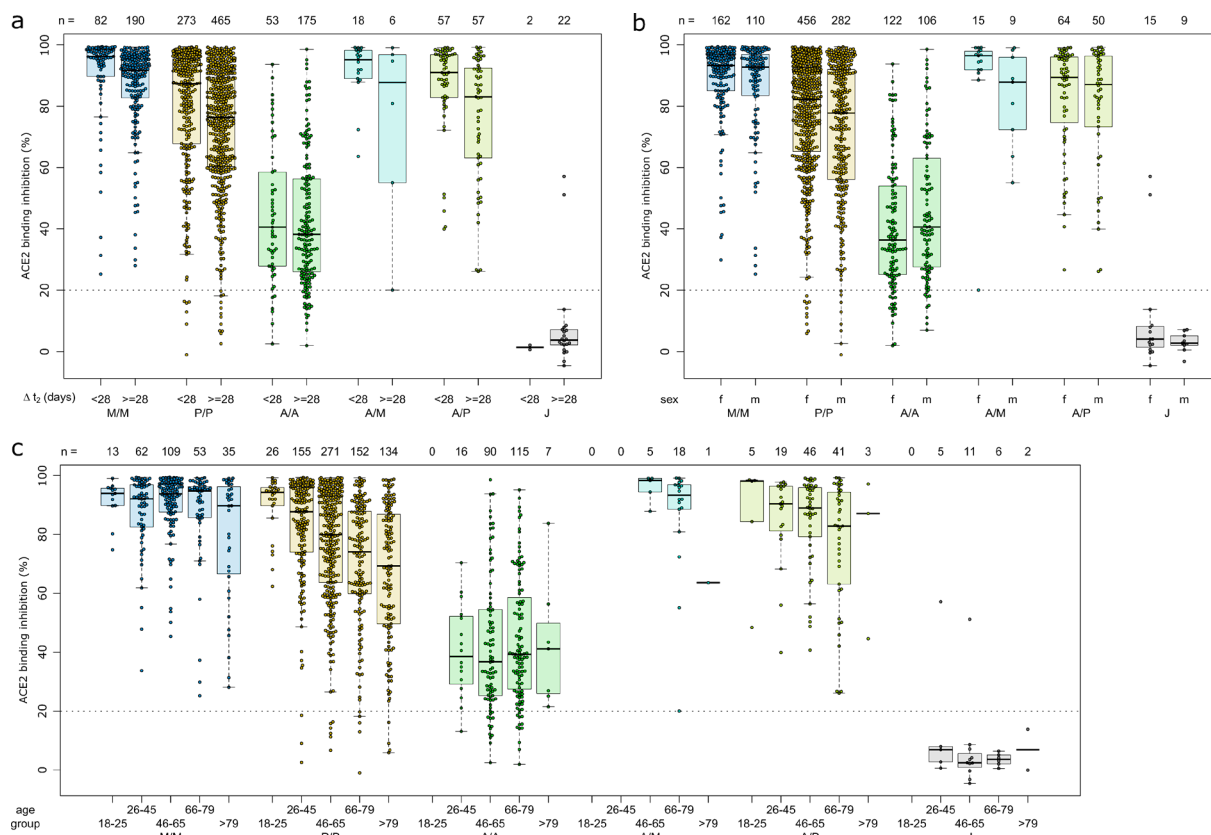 a
n = 82 190 273 465 53 175 18 6 57 57 2 22
ACE2 binding inhibition (%)
100
80
60
40
20
0
Δ t2 (days) <28 >=28 <28 >=28 <28 >=28 <28 >=28 <28 >=28 <28 >=28
M/M P/P A/A A/M A/P J
b
n = 162 110 456 282 122 106 15 9 64 50 15 9
ACE2 binding inhibition (%)
100
80
60
40
20
0
sex f m f m f m f m f m f m
M/M P/P A/A A/M A/P J
c
n = 13 62 109 53 35 26 155 271 152 134 0 16 90 115 7 0 0 5 18 1 5 19 46 41 3 0 5 11 6 2
ACE2 binding inhibition (%)
100
80
60
40
20
0
age 26-45 66-79 26-45 66-79 26-45 66-79 26-45 66-79 26-45 66-79 26-45 66-79
group 18-25 46-65 >79 18-25 46-65 >79 18-25 46-65 >79 18-25 46-65 >79 18-25 46-65 >79 18-25 46-65 >79
M/M P/P A/A A/M A/P J